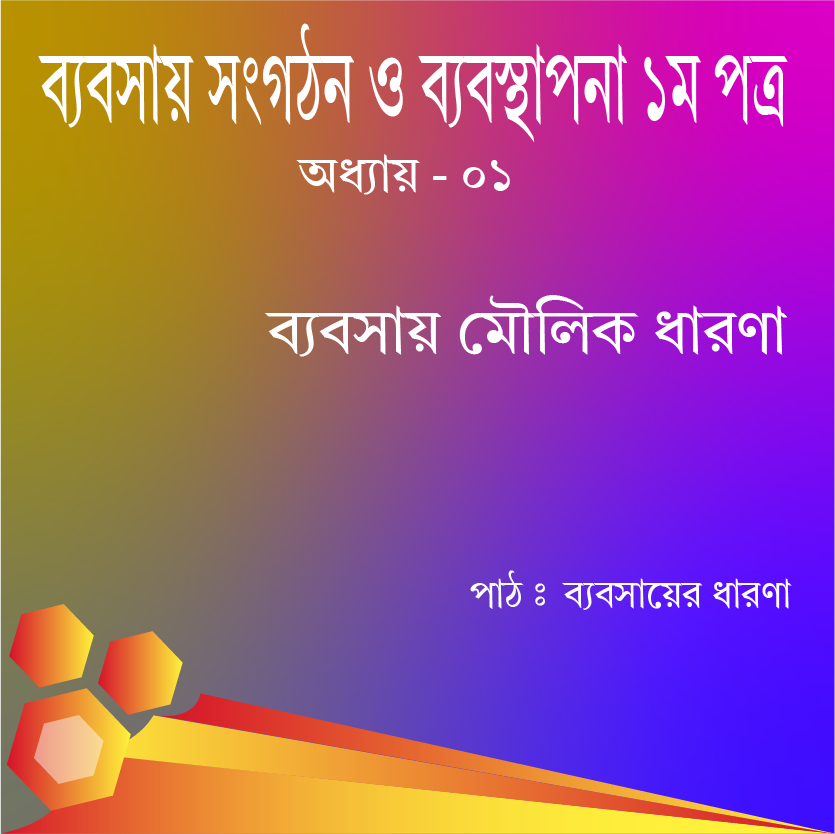 ব্যবসায় সংগঠন ও ব্যবস্থাপনা ১ম পত্র
অধ্যায় - ০১
ব্যবসায় মৌলিক ধারণা
পাঠ ঃ ব্যবসায়ের ধারণা